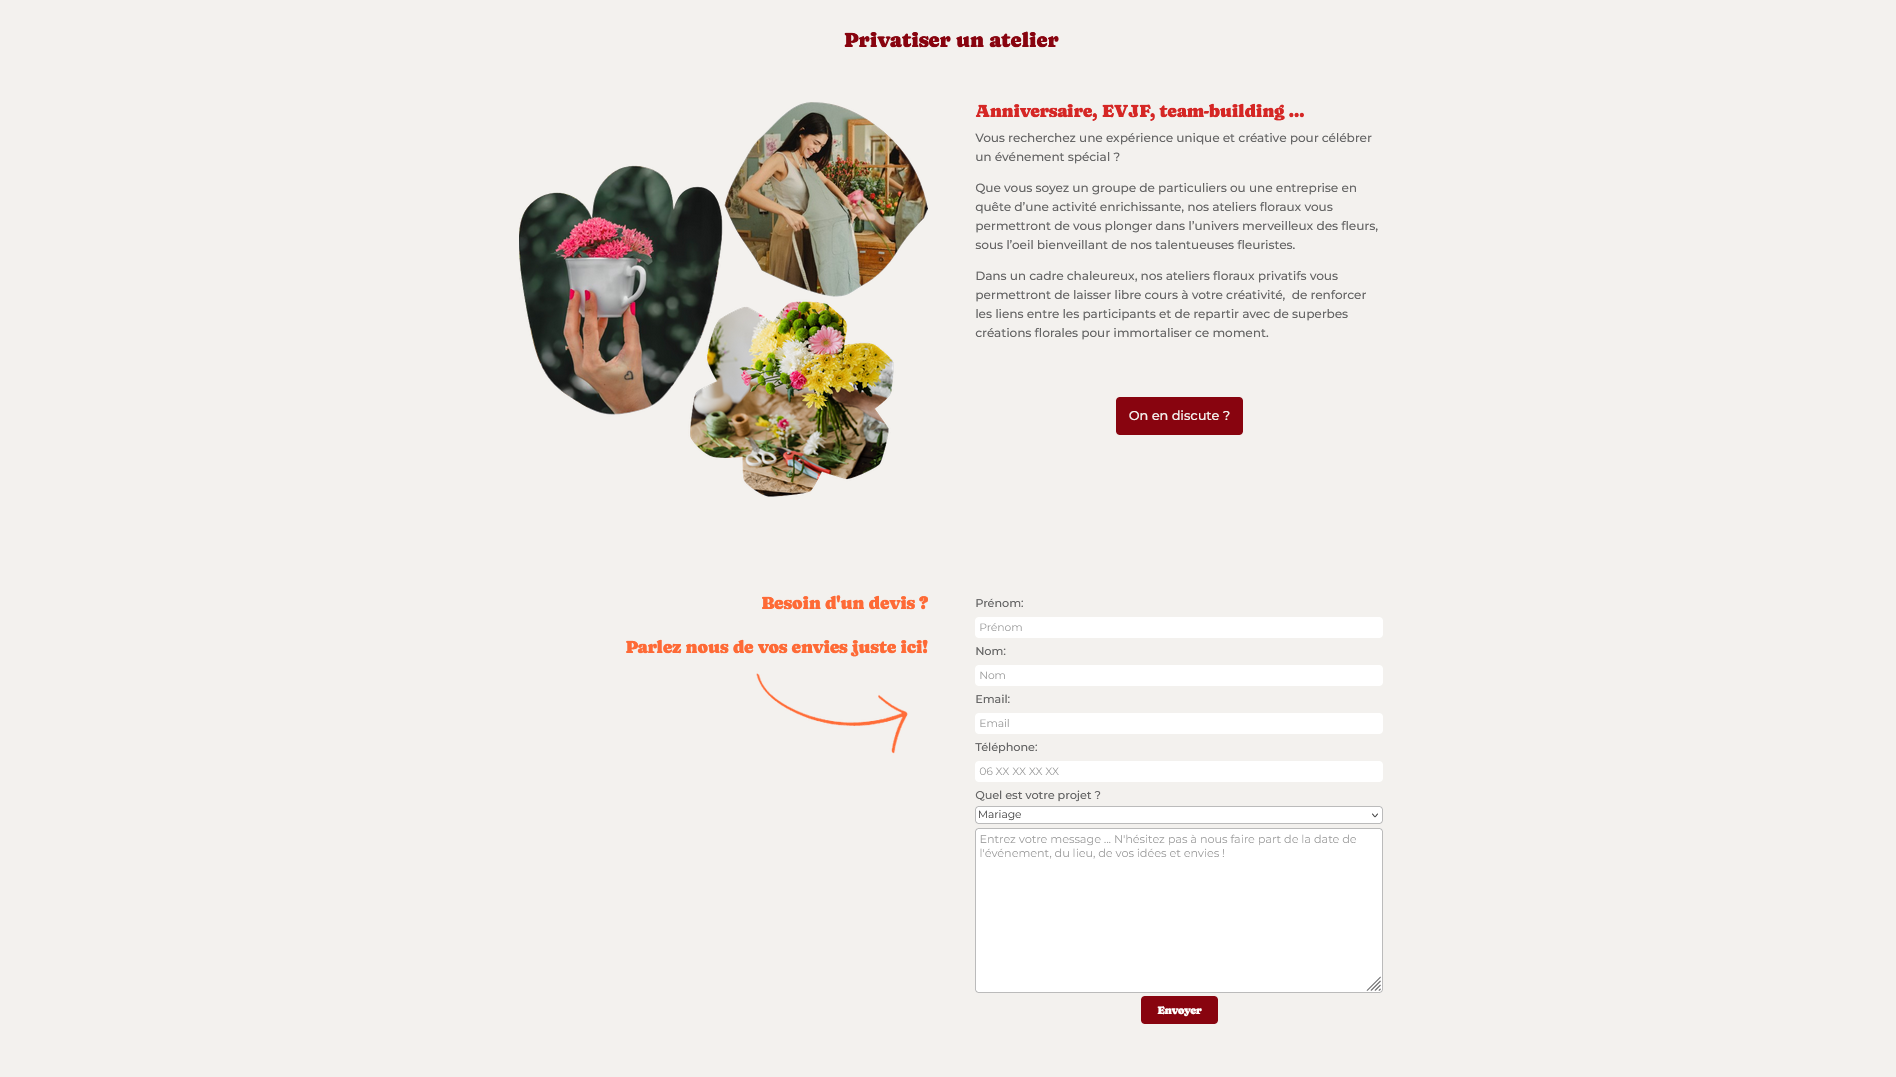 Privatiser un atelier
Anniversaire, EVJF, team-building ...
Vous recherchez une expérience unique et créative pour célébrer
un événement spécial ?
Que vous soyez un groupe de particuliers ou une entreprise en
quête d'une activité enrichissante, nos ateliers floraux vous
permettront de vous plonger dans l'univers merveilleux des fleurs,
sous l'oeil bienveillant de nos talentueuses fleuristes.
Dans un cadre chaleureux, nos ateliers floraux privatifs vous
permettront de laisser libre cours à votre créativité,  de renforcer
les liens entre les participants et de repartir avec de superbes
créations florales pour immortaliser ce moment.
On en discute ?
Besoin d'un devis ?
Parlez nous de vos envies juste ici!
Prénom:
Prénom
Nom:
Nom
Email:
Email
Téléphone:
06 XX XX XX XX
Quel est votre projet ?
Mariage
Entrez votre message ... N'hésitez pas à nous faire part de la date de
l'événement, du lieu, de vos idées et envies !
Envoyer